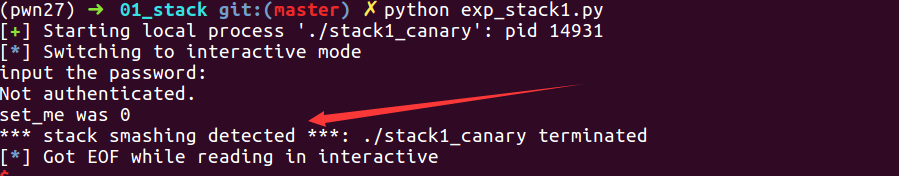 (pwn27) ➜ 01_stack git:(master) ✗ python exp_stack1.py
[+] Starting local process './stack1_canary': pid 14931
[*] Switching to interactive mode
input the password:
Not authenticated.
set_me was 0
*** stack smashing detected ***: ./stack1_canary terminated
[*] Got EOF while reading in interactive
$